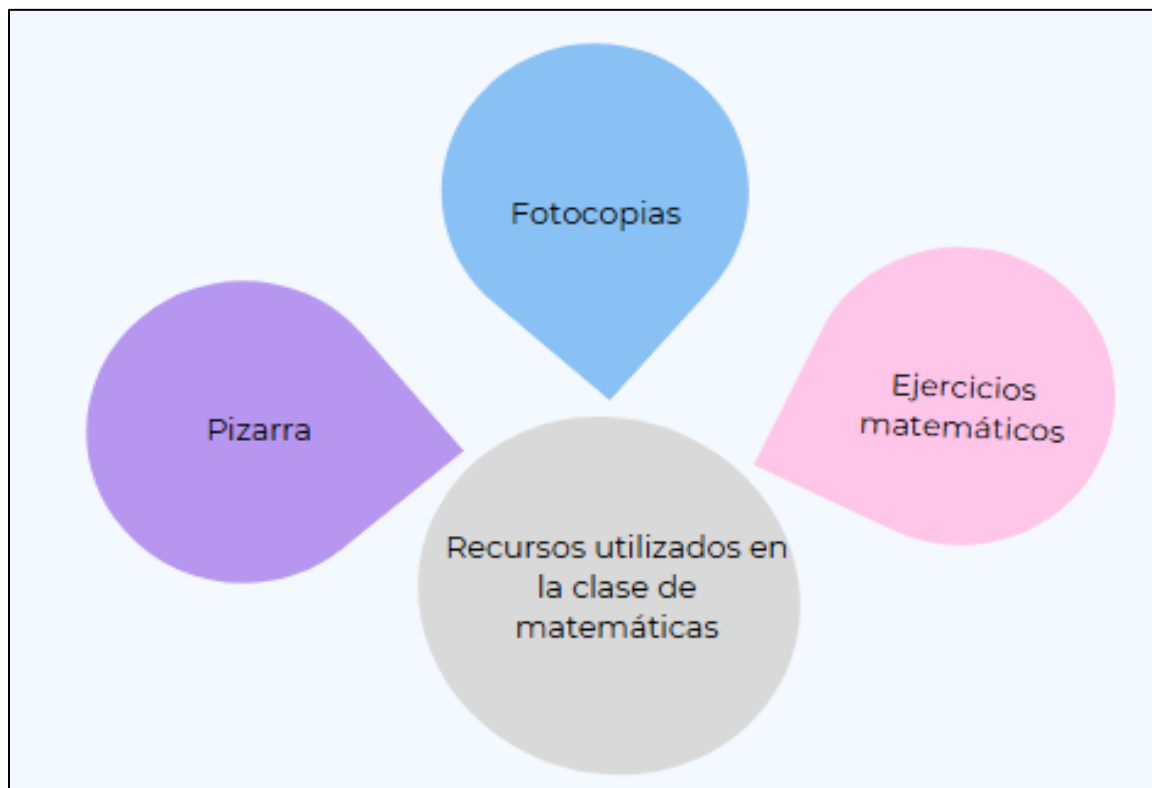 Fotocopias
Pizarra
Ejercicios
matemáticos
Recursos utilizados en
la clase de
matemáticas